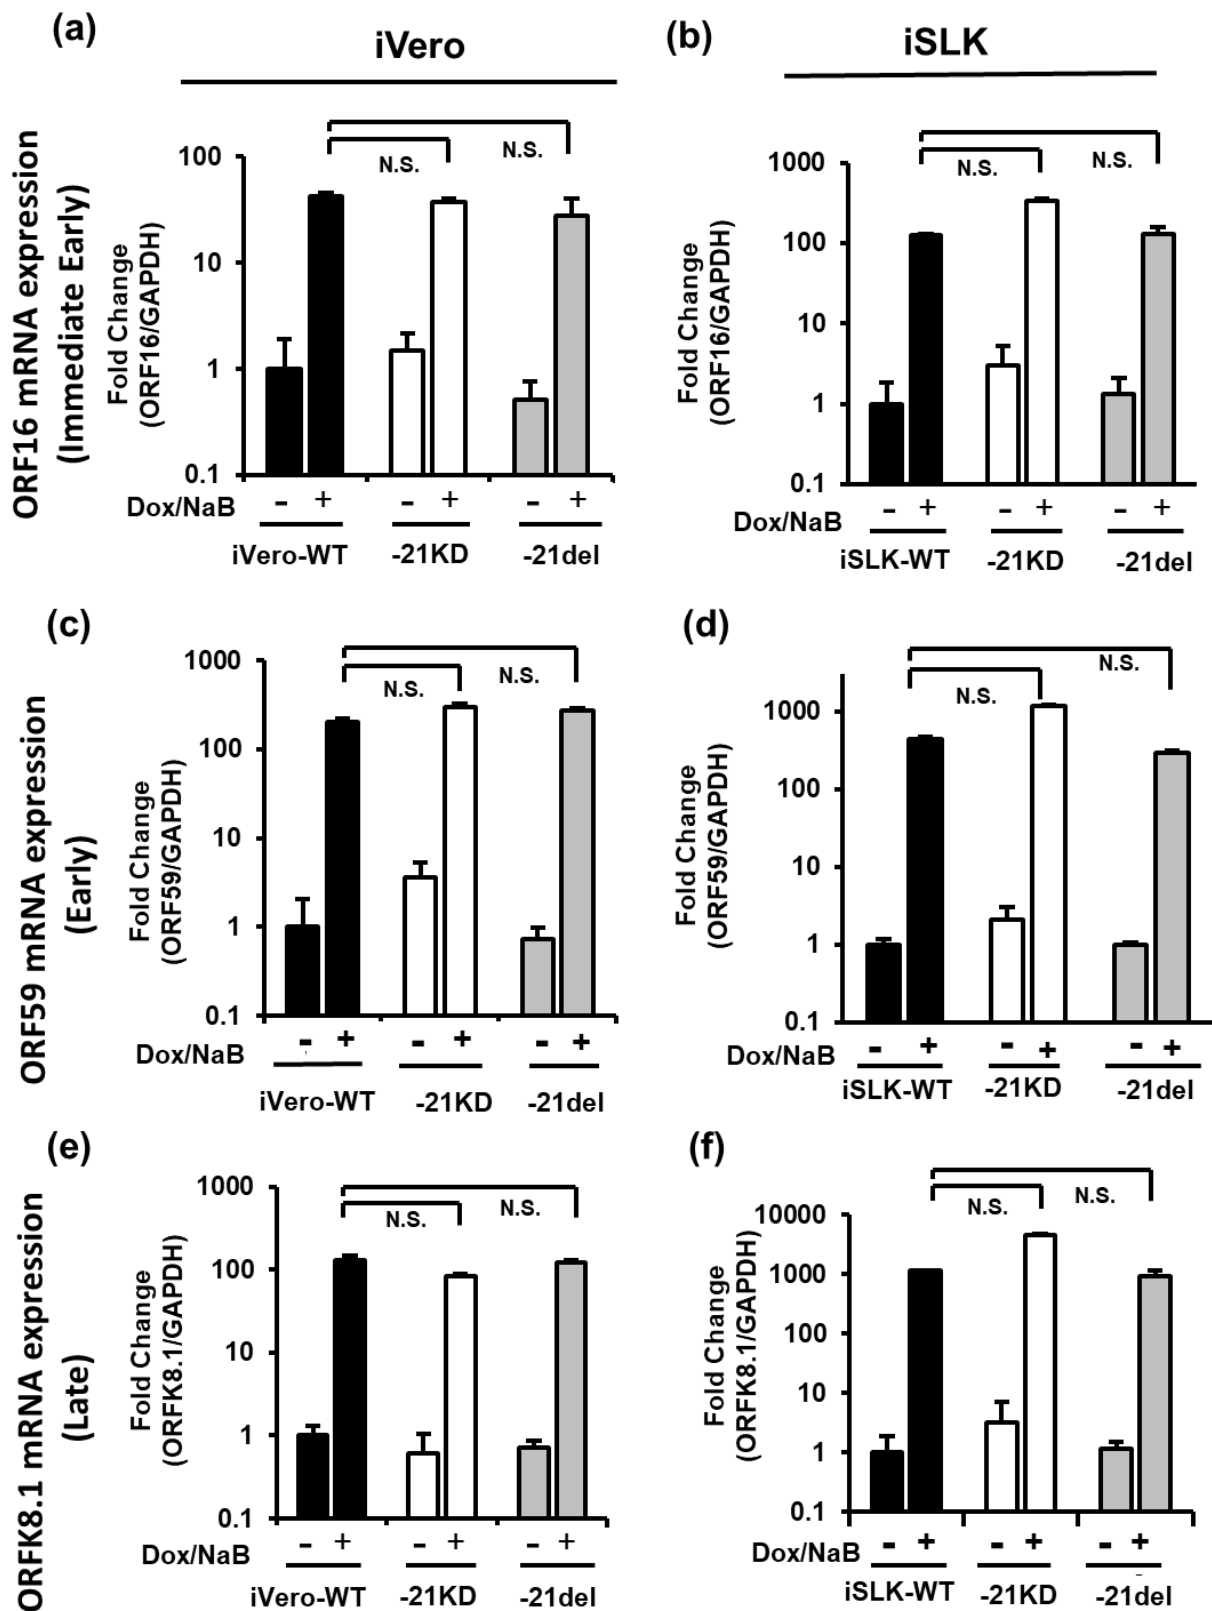 (a)
iVero
(b)
iSLK
ORF16 mRNA expression
(Immediate Early)
Fold Change
(ORF16/GAPDH)
100
10
1
0.1
N.S.
N.S.
Dox/NaB
- + - + - +
iVero-WT -21KD -21del
Fold Change
(ORF16/GAPDH)
1000
100
10
1
0.1
N.S.
N.S.
Dox/NaB
- + - + - +
iSLK-WT -21KD -21del
(c)
(d)
ORF59 mRNA expression
(Early)
Fold Change
(ORF59/GAPDH)
1000
100
10
1
0.1
N.S.
N.S.
Dox/NaB
- + - + - +
iVero-WT -21KD -21del
Fold Change
(ORF59/GAPDH)
1000
100
10
1
0.1
N.S.
N.S.
Dox/NaB
- + - + - +
iSLK-WT -21KD -21del
(e)
(f)
ORFK8.1 mRNA expression
(Late)
Fold Change
(ORFK8.1/GAPDH)
1000
100
10
1
0.1
N.S.
N.S.
Dox/NaB
- + - + - +
iVero-WT -21KD -21del
Fold Change
(ORFK8.1/GAPDH)
10000
1000
100
10
1
0.1
N.S.
N.S.
Dox/NaB
- + - + - +
iSLK-WT -21KD -21del